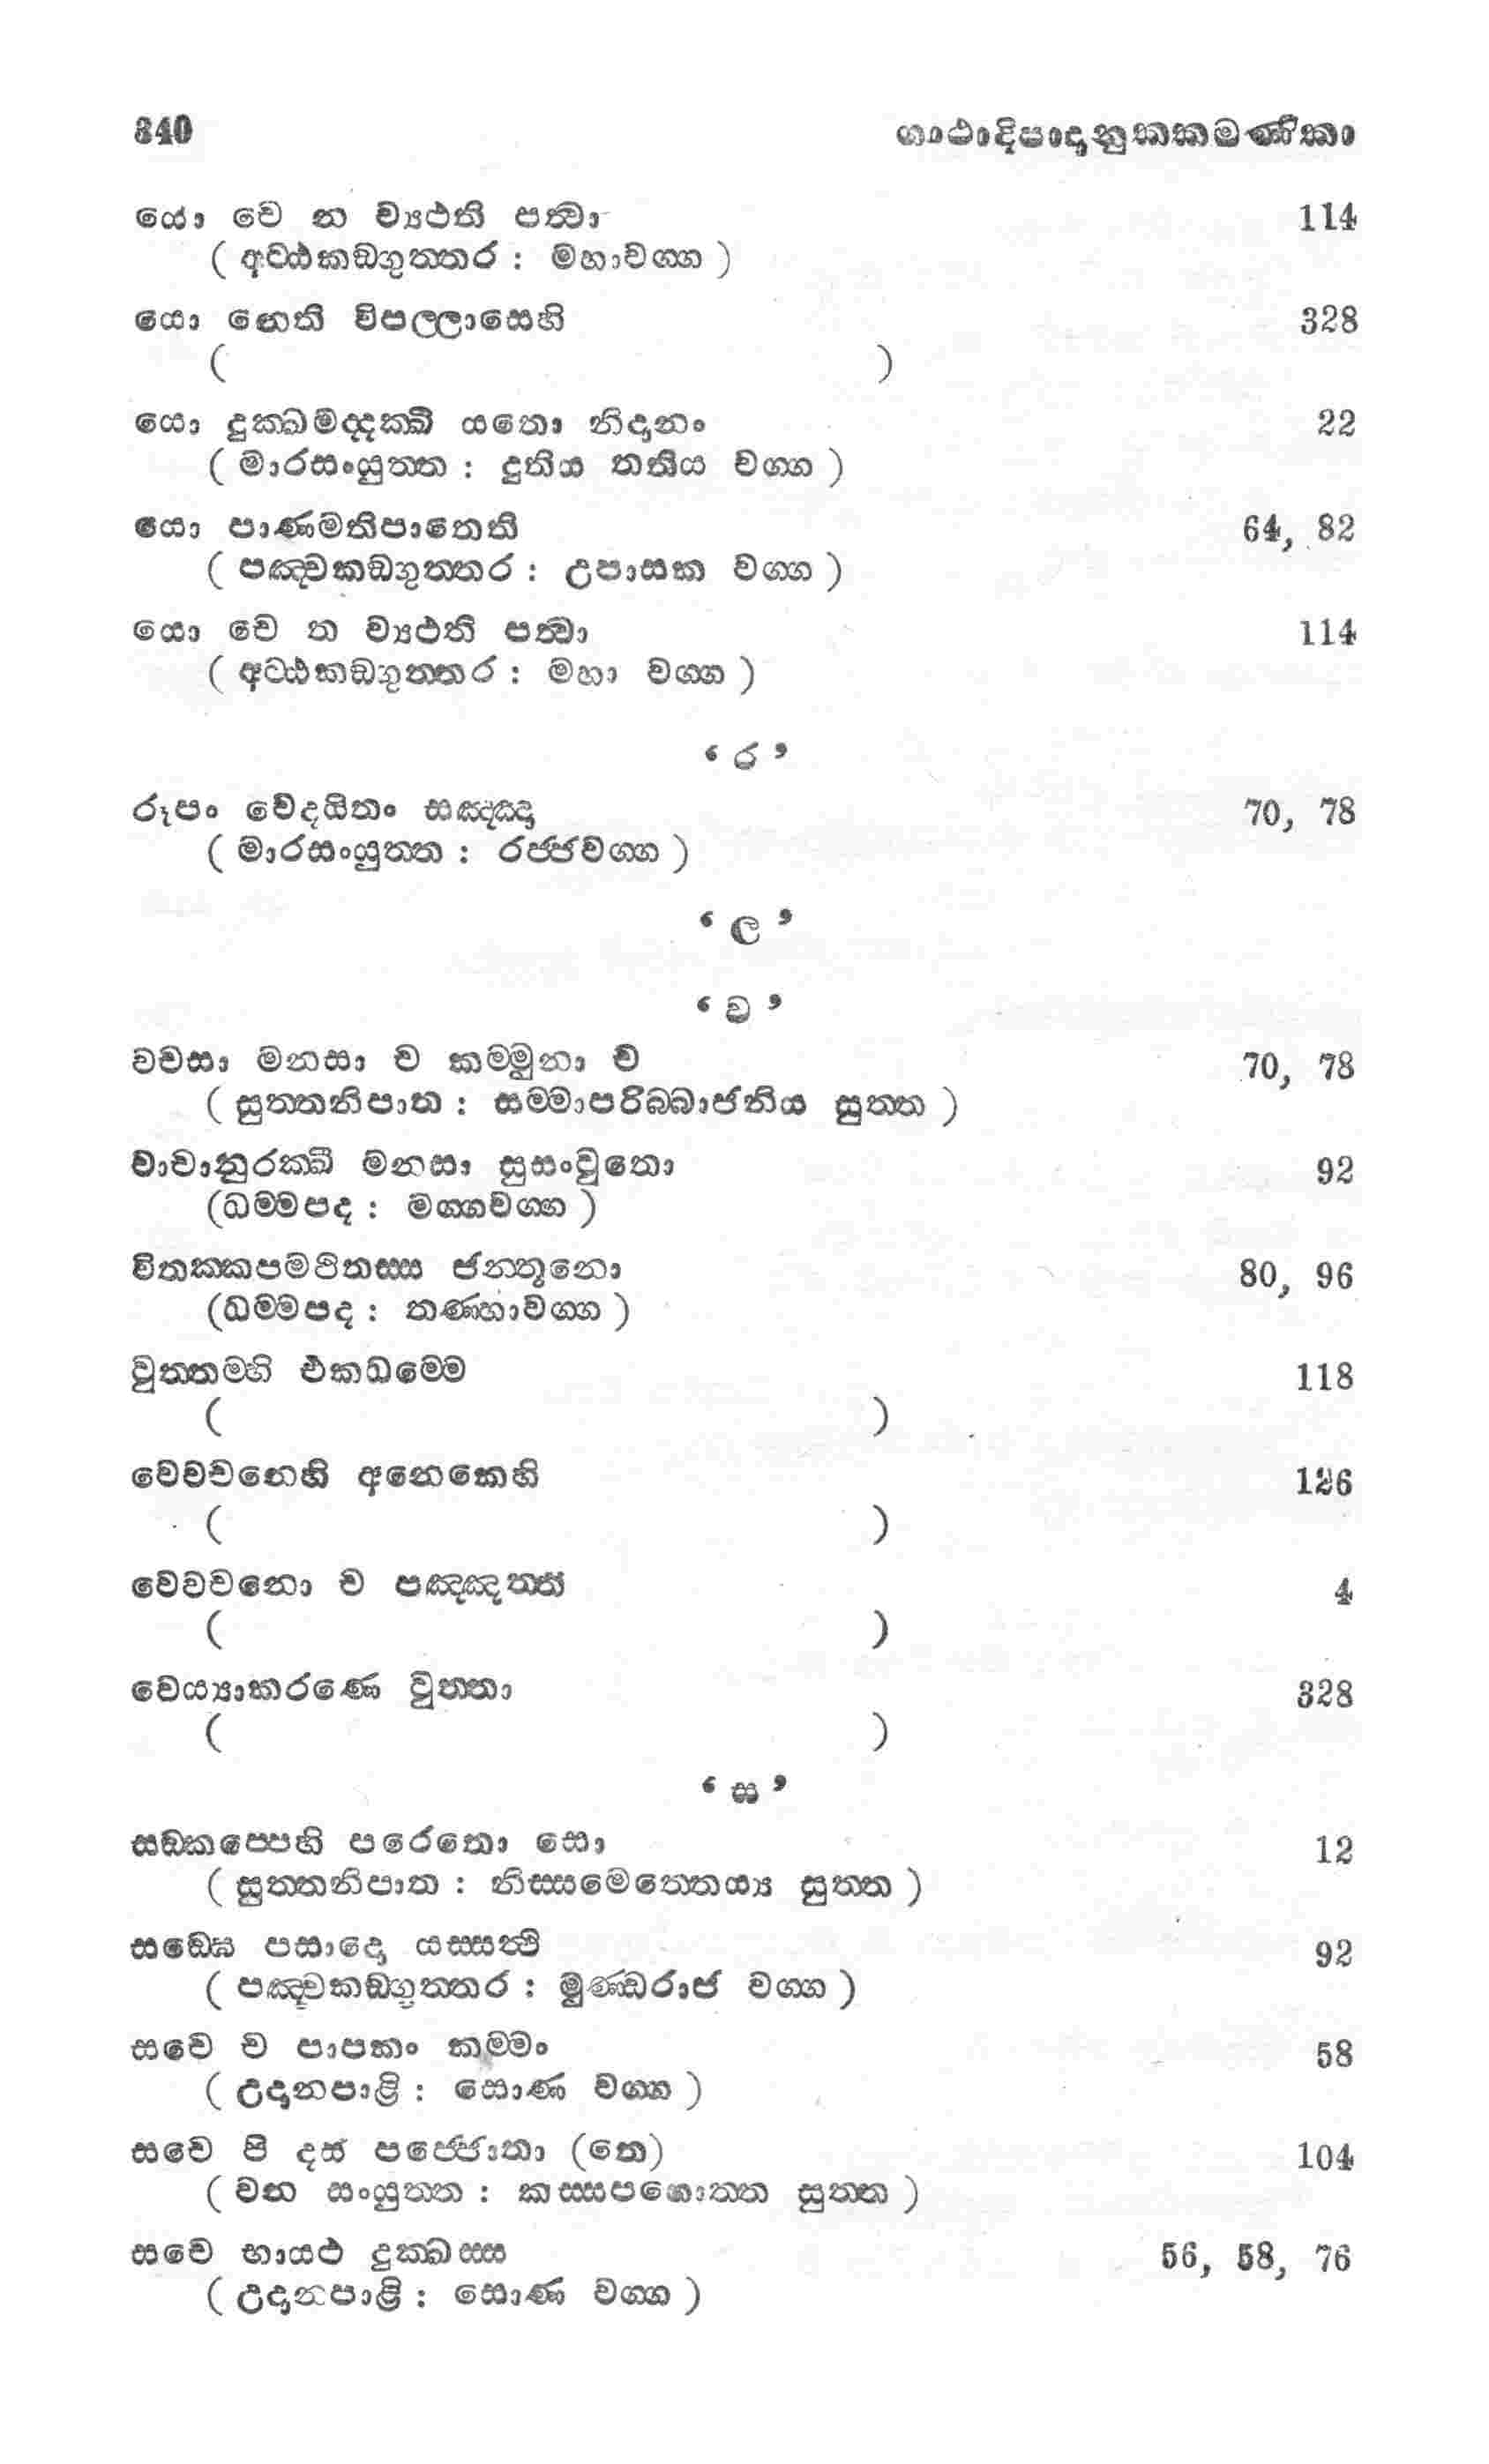 340 ගාථාදිපාදානුක්කමණිකා
යො වෙ න ව්‍යථති පත්වා 114
( අට්ඨකඞ්ගුත්තර : මහාවග්ග )
යො නෙති විපල්ලාසෙහි 328
( )
යො දුක්ඛමද්දක්ඛි යතො නිදානං 22
( මාරසංයුත්ත : දුතිය තතිය වග්ග )
යො පාණමතිපාතෙති 64, 82
( පඤ්චකඞ්ගුත්තර : උපාසක වග්ග )
යො වෙ න ව්‍යථති පත්වා 114
( අට්ඨකඞ්ගුත්තර : මහා වග්ග )
‘ ර ’
රූපං වේදයිතං සඤ්ඤා 70, 78
( මාරසංයුත්ත : රජ්ජවග්ග )
‘ ල ’
‘ ව ’
වචසා මනසා ච කම්මුනා ච 70, 78
( සුත්තනිපාත : සම්මාපරිබ්බාජනිය සුත්ත )
වාචානුරක්ඛී මනසා සුසංවුතො 92
(ධම්මපද : මග්ගවග්ග )
විතක්කපමථිතස්ස ජන්තුනො 80, 96
(ධම්මපද : තණ්හාවග්ග )
වුත්තම්හි එකධම්මෙ 118
( )
වෙවචනෙහි අනෙකෙහි 126
( )
වෙවචනො ච පඤ්ඤත්ති 4
( )
වෙය්‍යාකරණෙ වුත්තා 328
( )
‘ ස ’
සඞ්කප්පෙහි පරෙතො සො 12
( සුත්තනිපාත : තිස්සමෙත්තෙය්‍ය සුත්ත )
සඞ්ඝෙ පසාදො යස්සත්ථි 92
( පඤ්චකඞ්ගුත්තර : මුණ්ඩරාජ වග්ග )
සචෙ ච පාපකං කම්මං 58
( උදානපාළි : සොණ වග්ග )
සචෙ පි දස පජ්ජොතා (තෙ) 104
( වන සංයුත්ත : කස්සපගොත්ත සුත්ත )
සචෙ භායථ දුක්ඛස්ස 56, 58, 76
( උදානපාළි : සොණ වග්ග )